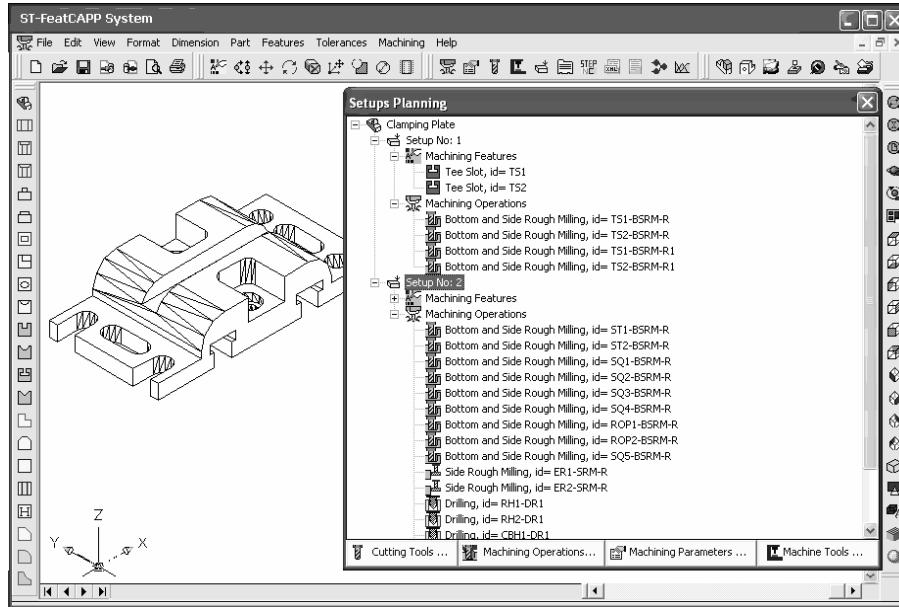 ST-FeatCAPP System
File Edit View Format Dimension Part Features Tolerances Machining Help
Setups Planning
Clamping Plate
Setup No: 1
Machining Features
Tee Slot, id= TS1
Tee Slot, id= TS2
Machining Operations
Bottom and Side Rough Milling, id= TS1-BSRM-R
Bottom and Side Rough Milling, id= TS2-BSRM-R
Bottom and Side Rough Milling, id= TS1-BSRM-R1
Bottom and Side Rough Milling, id= TS2-BSRM-R1
Setup No: 2
Machining Features
Machining Operations
Bottom and Side Rough Milling, id= ST1-BSRM-R
Bottom and Side Rough Milling, id= ST2-BSRM-R
Bottom and Side Rough Milling, id= SQ1-BSRM-R
Bottom and Side Rough Milling, id= SQ2-BSRM-R
Bottom and Side Rough Milling, id= SQ3-BSRM-R
Bottom and Side Rough Milling, id= SQ4-BSRM-R
Bottom and Side Rough Milling, id= ROP1-BSRM-R
Bottom and Side Rough Milling, id= ROP2-BSRM-R
Bottom and Side Rough Milling, id= SQ5-BSRM-R
Side Rough Milling, id= ER1-SRM-R
Side Rough Milling, id= ER2-SRM-R
Drilling, id= RH1-DR1
Drilling, id= RH2-DR1
Drilling, id= CBH1-DR1
Z
Y X
Cutting Tools ... Machining Operations... Machining Parameters ... Machine Tools ...